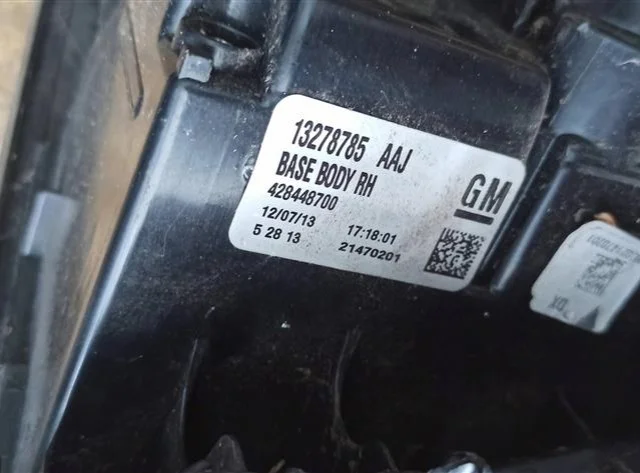 13278785 AAJ
BASE BODY RH
428448700
GM
12/07/13 17:18:01
5 28 13 21470201